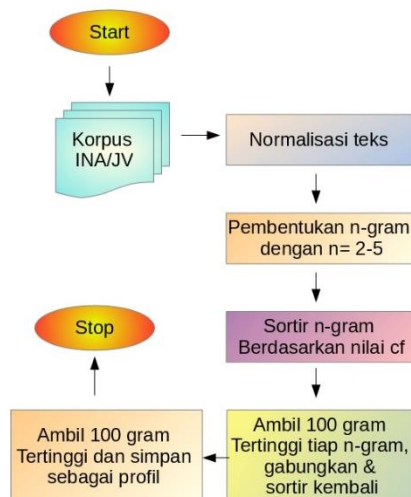 Start
Korpus
INA/JV
Normalisasi teks
Pembentukan n-gram
dengan n= 2-5
Sortir n-gram
Berdasarkan nilai cf
Ambil 100 gram
Tertinggi tiap n-gram,
gabungkan &
sortir kembali
Ambil 100 gram
Tertinggi dan simpan
sebagai profil
Stop